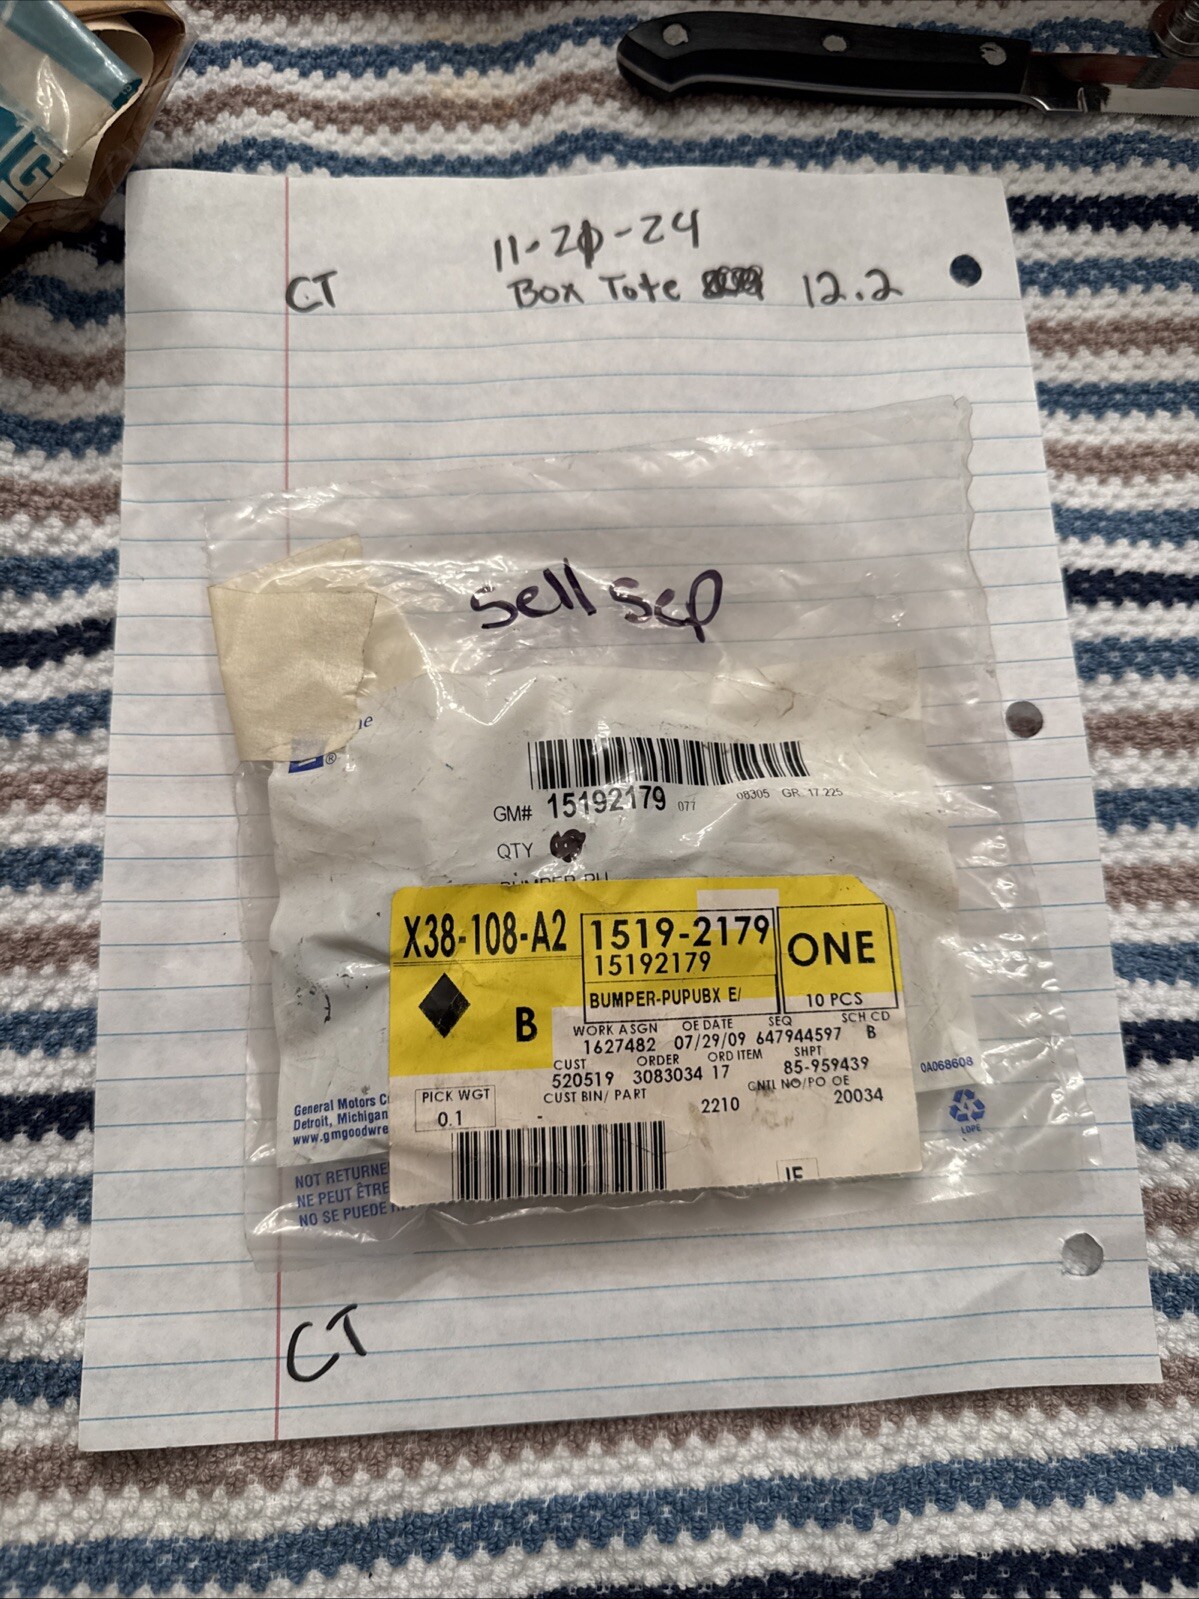 11-20-24
CT
Box Tote 12.2
sell sep
®
GM# 15192179 077
08305 GR. 17.225
QTY
BUMPER-PU
X38-108-A2
1519-2179
15192179
BUMPER-PUPUBX E/
ONE
10 PCS
B
WORK ASGN OE DATE SEQ SCH CD
1627482 07/29/09 647944597 B
CUST ORDER ORD ITEM SHPT
520519 3083034 17 85-959439
PICK WGT
0.1
CUST BIN/ PART
-
2210
CNTL NO/PO OE
20034
IF
0A068608
LDPE
General Motors
Detroit, Michigan
www.gmgoodwre
NOT RETURNE
NE PEUT ÊTRE
NO SE PUEDE
CT